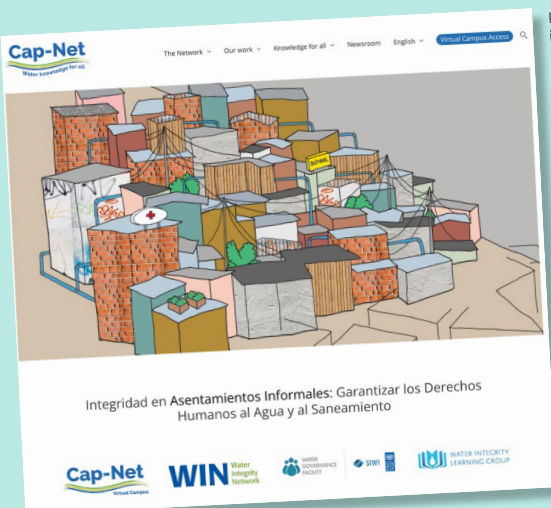 Cap-Net
Water knowledge for all
The Network
Our work
Knowledge for all
Newsroom
English
Virtual Campus Access
Integridad en Asentamientos Informales: Garantizar los Derechos
Humanos al Agua y al Saneamiento
Cap-Net
Virtual Campus
WIN
Water
Integrity
Network
WATER
GOVERNANCE
FACILITY
SIWI
WATER INTEGRITY
LEARNING GROUP